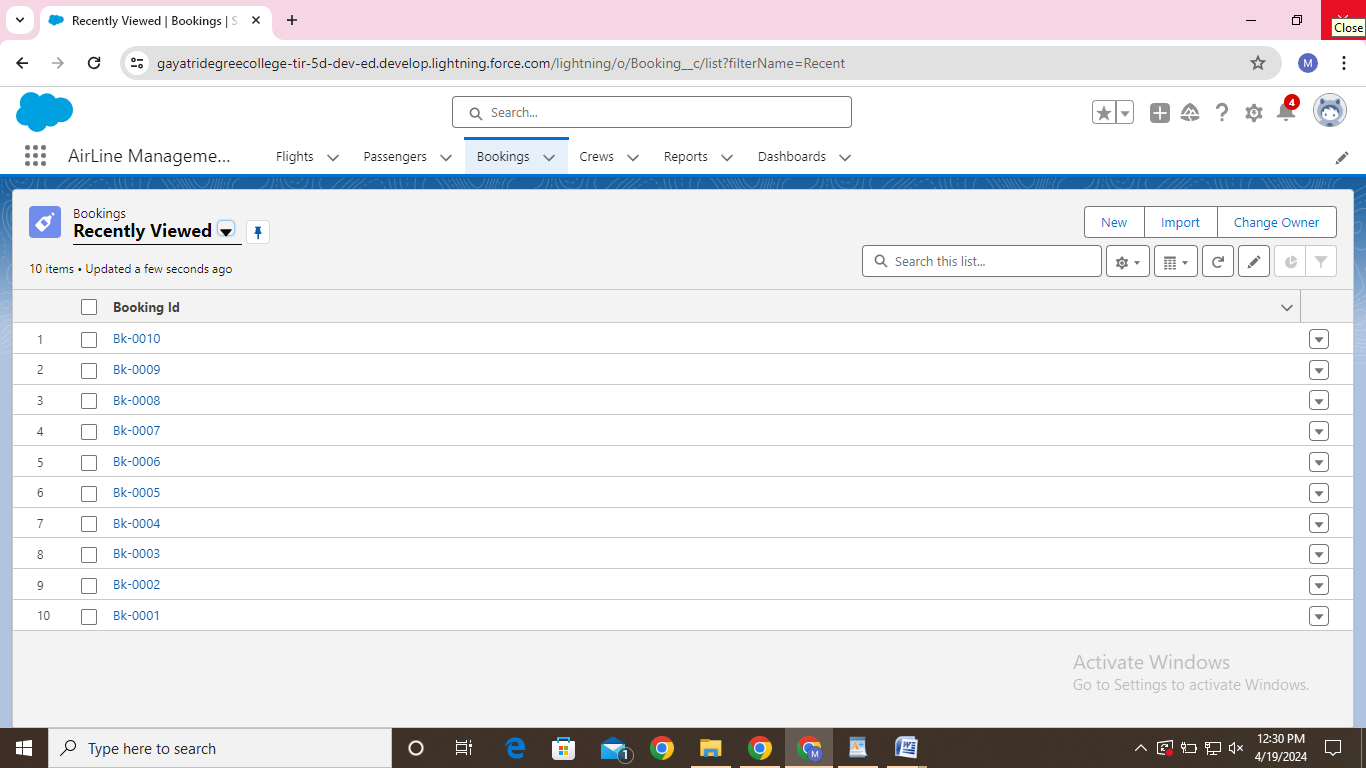 Recently Viewed | Bookings | S
Close
gayatridegreecollege-tir-5d-dev-ed.develop.lightning.force.com/lightning/o/Booking__c/list?filterName=Recent
M
Search...
4
AirLine Manageme...
Flights
Passengers
Bookings
Crews
Reports
Dashboards
Bookings
Recently Viewed
New
Import
Change Owner
10 items • Updated a few seconds ago
Search this list...
Booking Id
1 Bk-0010
2 Bk-0009
3 Bk-0008
4 Bk-0007
5 Bk-0006
6 Bk-0005
7 Bk-0004
8 Bk-0003
9 Bk-0002
10 Bk-0001
Activate Windows
Go to Settings to activate Windows.
Type here to search
1
M
12:30 PM
4/19/2024